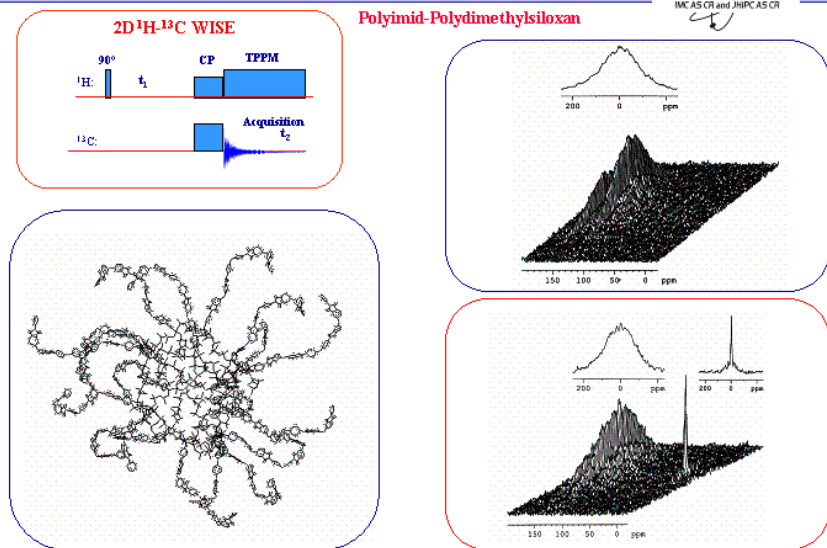 IMC AS CR and JHIPC AS CR
Polyimid-Polydimethylsiloxan
2D ¹H-¹³C WISE
90° CP TPPM
¹H: t₁
Acquisition
¹³C: t₂
200 0 ppm
150 100 50 0 ppm
200 0 ppm
200 0 ppm
150 100 50 0 ppm